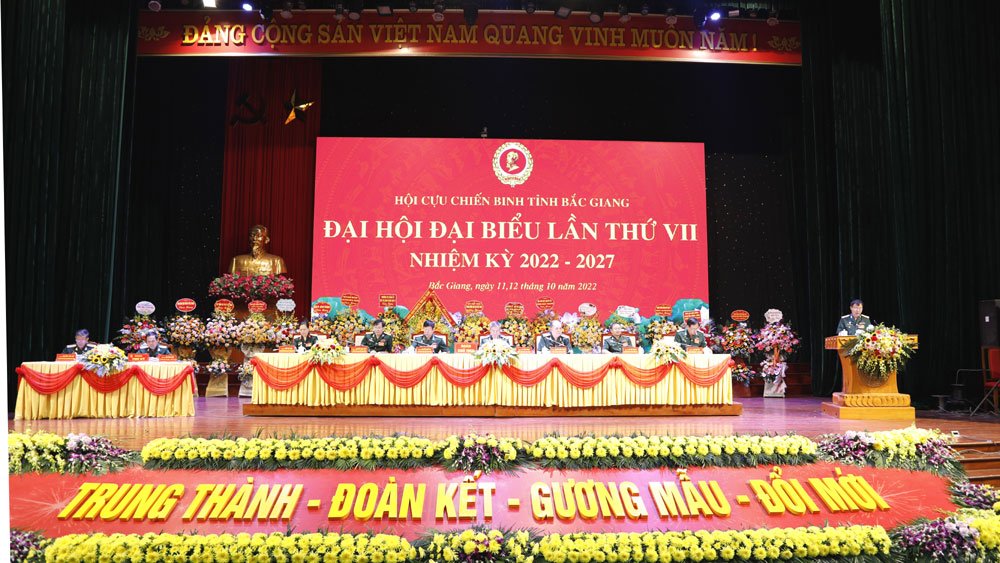 ĐẢNG CỘNG SẢN VIỆT NAM QUANG VINH MUÔN NĂM!
HỘI CỰU CHIẾN BINH TỈNH BẮC GIANG
ĐẠI HỘI ĐẠI BIỂU LẦN THỨ VII
NHIỆM KỲ 2022 - 2027
Bắc Giang, ngày 11,12 tháng 10 năm 2022
TRUNG THÀNH - ĐOÀN KẾT - GƯƠNG MẪU - ĐỔI MỚI